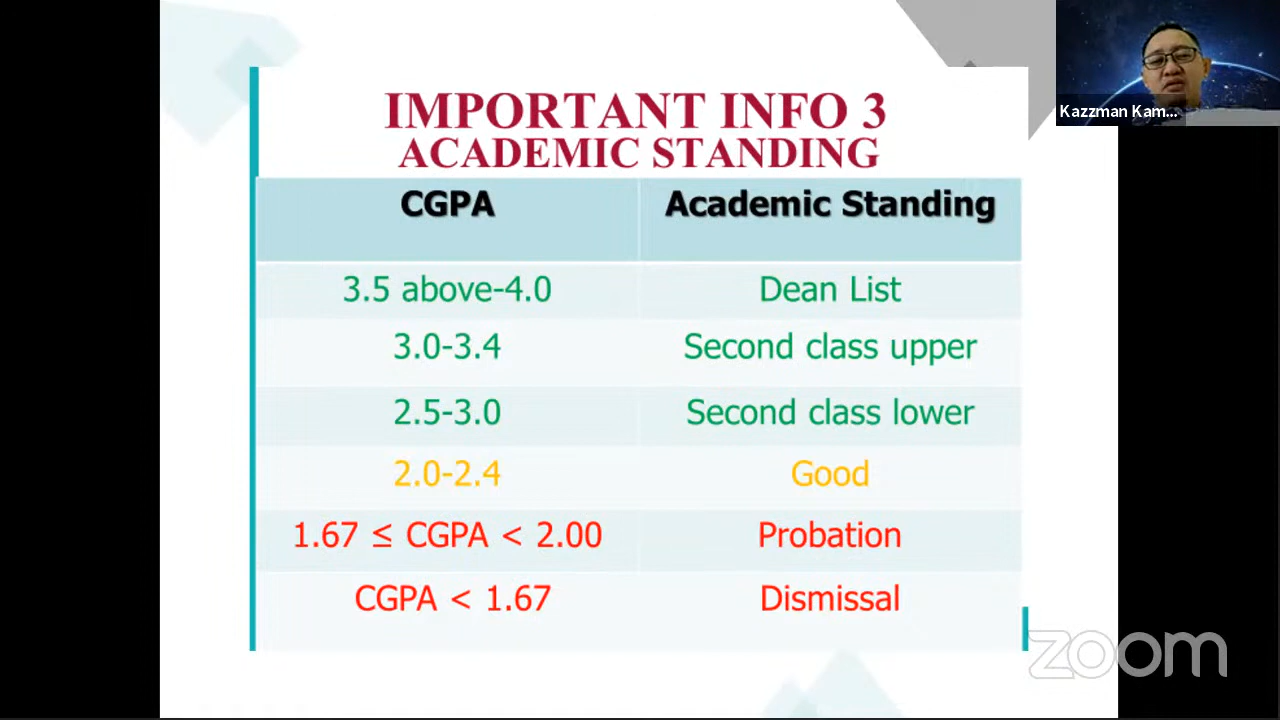 IMPORTANT INFO 3
ACADEMIC STANDING
CGPA Academic Standing
3.5 above-4.0 Dean List
3.0-3.4 Second class upper
2.5-3.0 Second class lower
2.0-2.4 Good
1.67 ≤ CGPA < 2.00 Probation
CGPA < 1.67 Dismissal
Kazzman Kam...
zoom